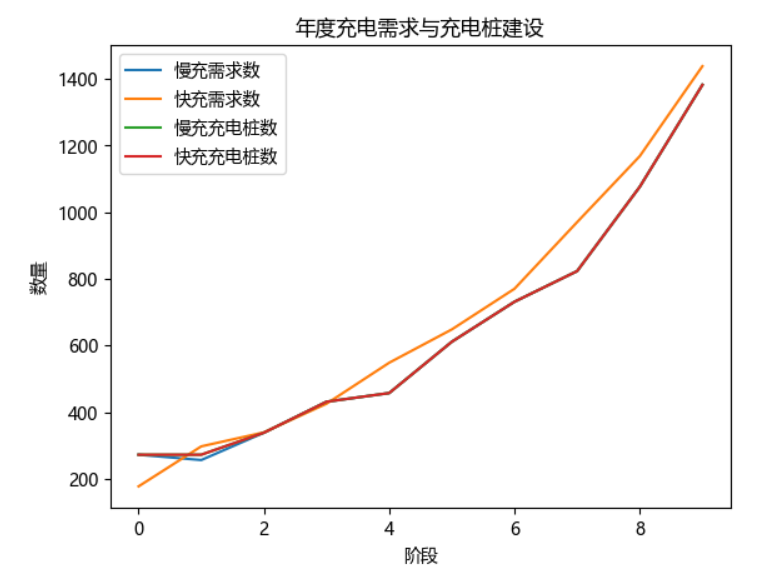 年度充电需求与充电桩建设
慢充需求数
快充需求数
慢充充电桩数
快充充电桩数
1400
1200
1000
800
600
400
200
数量
0 2 4 6 8
阶段